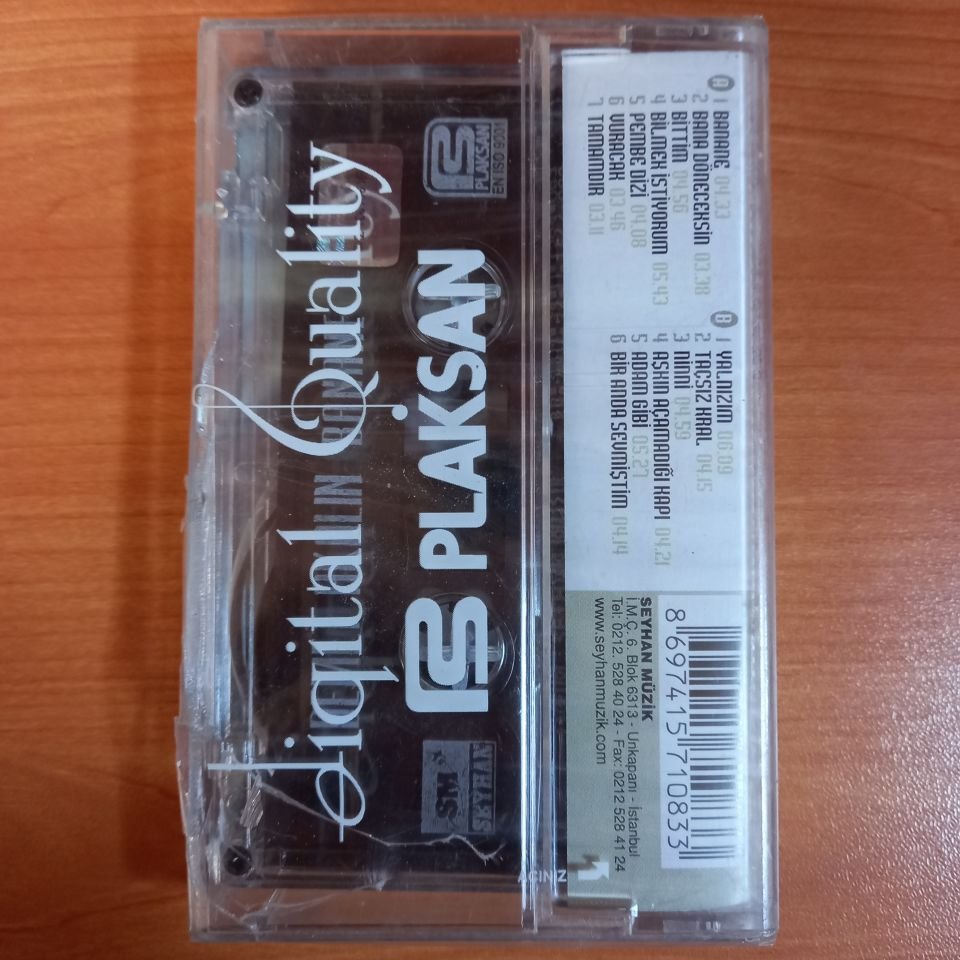 A
1 BANANE 04.33
2 BANA DÖNECEKSİN 03.38
3 BİTTİM 04.56
4 BİLMEK İSTİYORUM 05.43
5 PEMBE DİZİ 04.08
6 VURACAK 03.46
7 TAMAMDIR 03.11
B
1 YALNIZIM 06.09
2 TAÇSIZ KRAL 04.15
3 NİNNİ 04.59
4 AŞKIN AÇAMADIĞI KAPI 04.21
5 ADAM GİBİ 05.27
6 BİR ANDA SEVMİŞTİM 04.14
SEYHAN MÜZİK
İ.M.Ç. 6. Blok 6313 - Unkapanı - İstanbul
Tel: 0212. 528 40 24 - Fax: 0212 528 41 24
www.seyhanmuzik.com
8 697415 710833
AÇINIZ
PLAKSAN
EN ISO 9001
PLAKSAN
SM
SEYHAN
Digital Quality